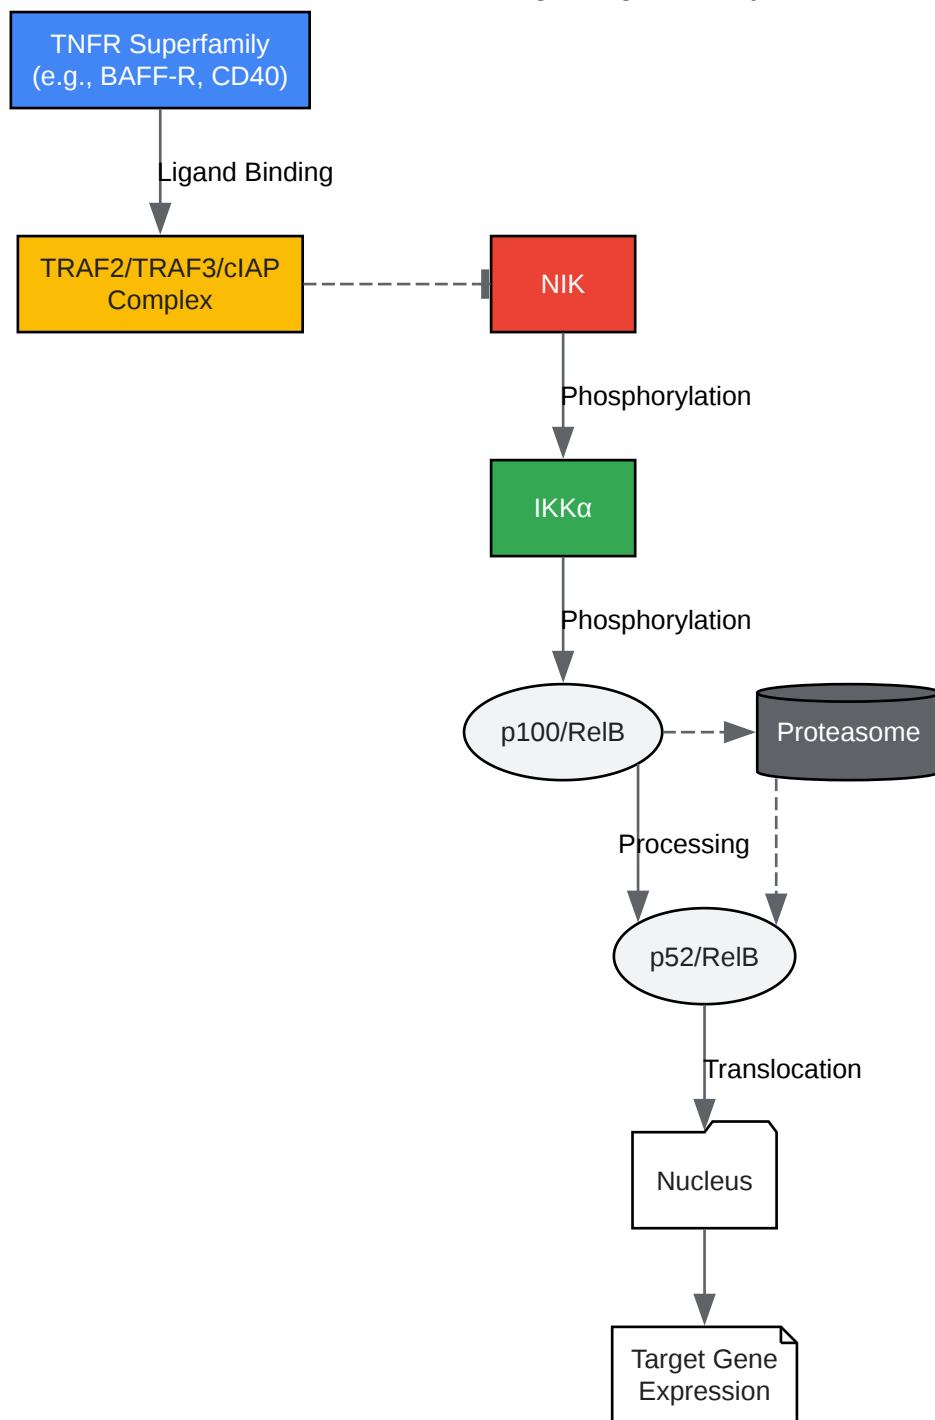 TNFR Superfamily
(e.g., BAFF-R, CD40)
Ligand Binding
TRAF2/TRAF3/cIAP
Complex
NIK
Phosphorylation
IKKα
Phosphorylation
p100/RelB
Proteasome
Processing
p52/RelB
Translocation
Nucleus
Target Gene
Expression